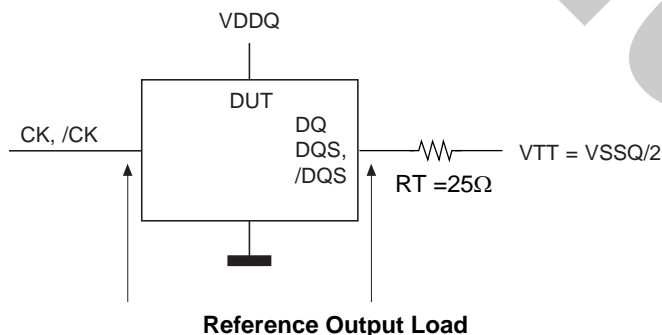 VDDQ
DUT
CK, /CK
DQ
DQS,
/DQS
VTT = VSSQ/2
RT =25Ω
Reference Output Load